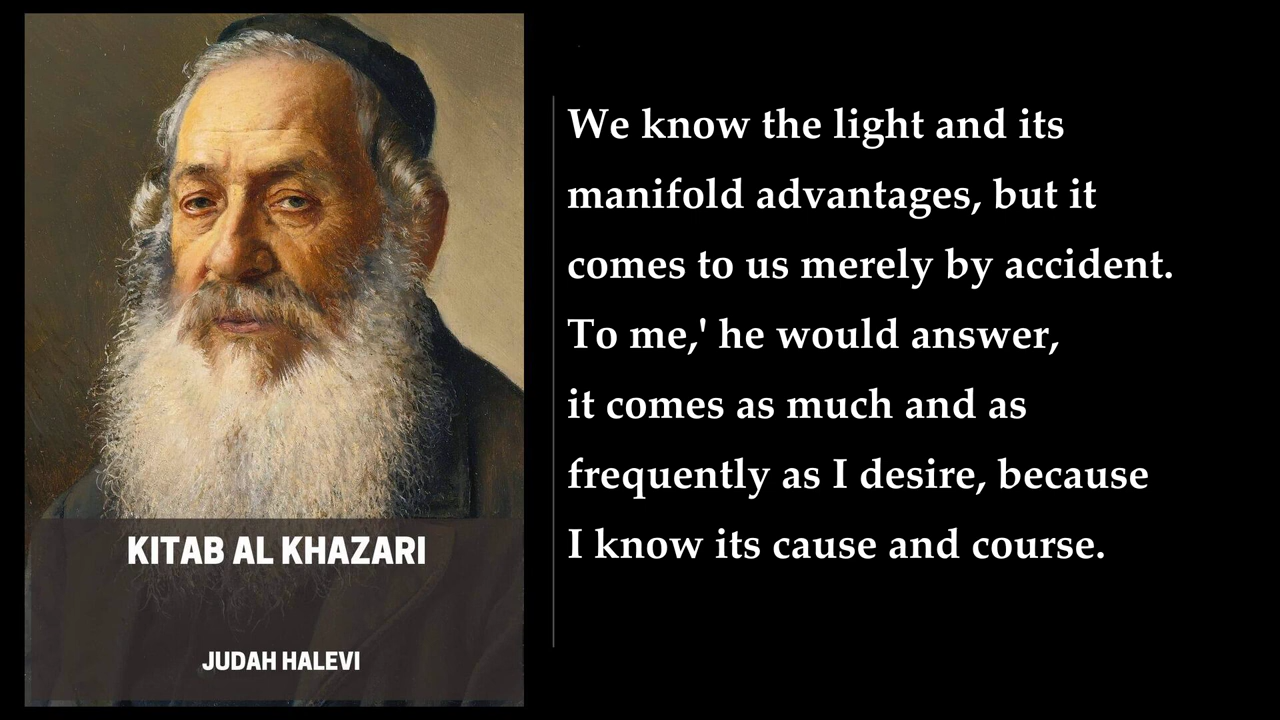 KITAB AL KHAZARI
JUDAH HALEVI
We know the light and its
manifold advantages, but it
comes to us merely by accident.
To me,' he would answer,
it comes as much and as
frequently as I desire, because
I know its cause and course.